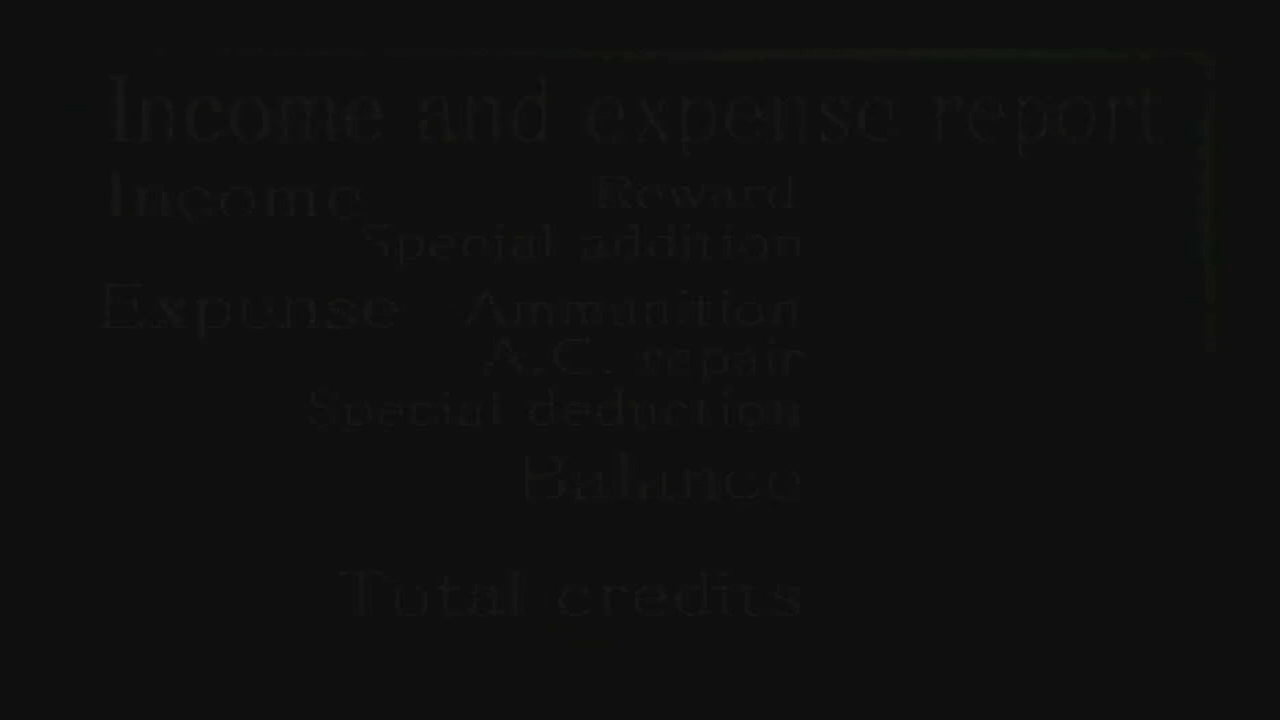 Income and expense report
Income Reward
Special addition
Expense Ammunition
A.C. repair
Special deduction
Balance
Total credits